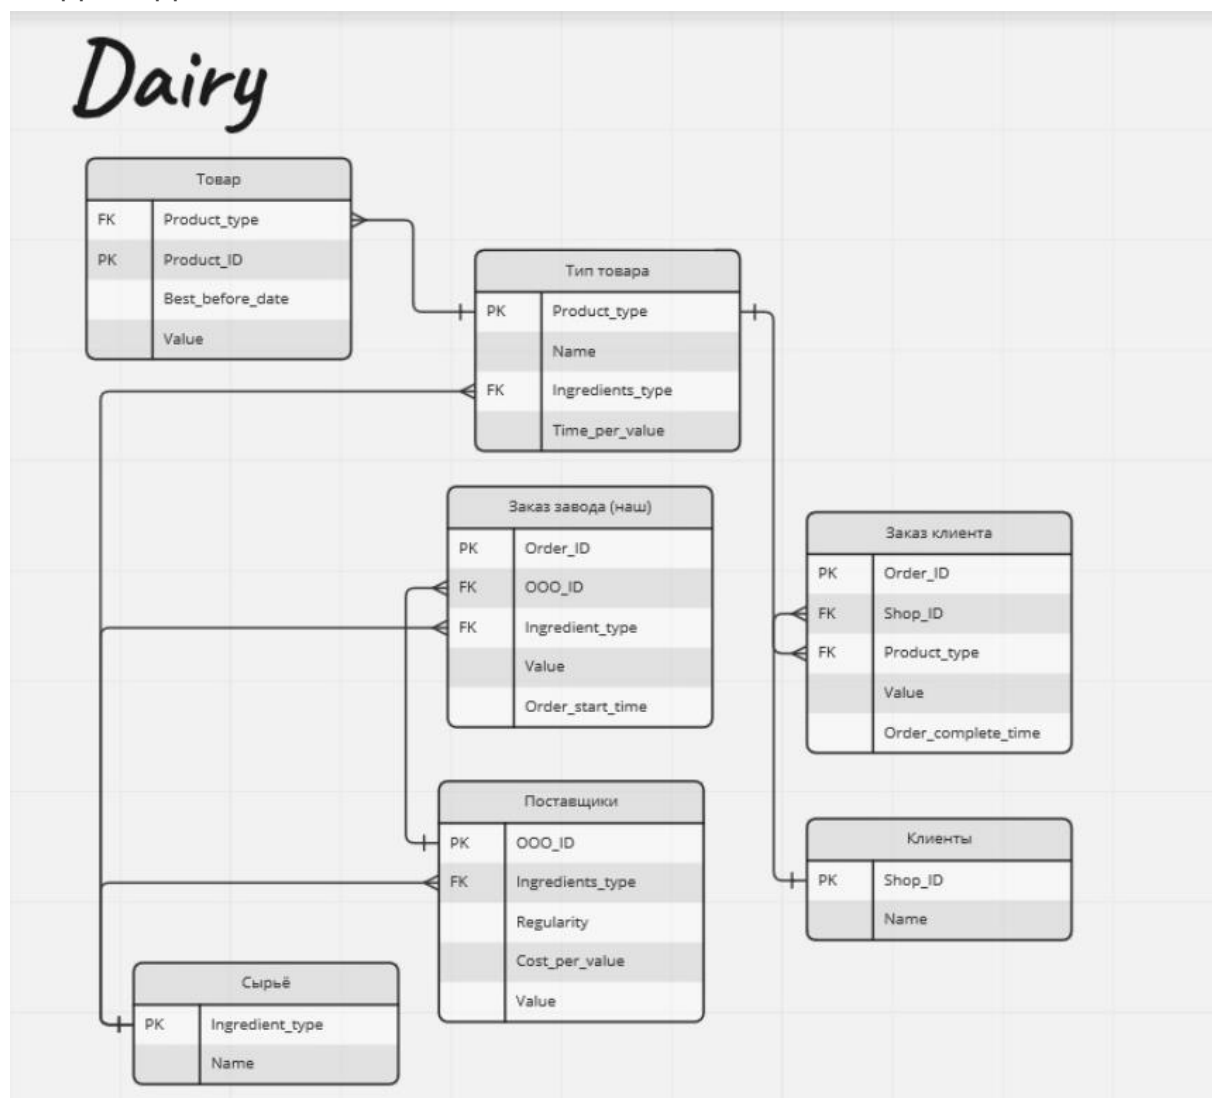 Dairy
Товар
FK Product_type
PK Product_ID
Best_before_date
Value
Тип товара
PK Product_type
Name
FK Ingredients_type
Time_per_value
Заказ завода (наш)
PK Order_ID
FK OOO_ID
FK Ingredient_type
Value
Order_start_time
Заказ клиента
PK Order_ID
FK Shop_ID
FK Product_type
Value
Order_complete_time
Поставщики
PK OOO_ID
FK Ingredients_type
Regularity
Cost_per_value
Value
Клиенты
PK Shop_ID
Name
Сырьё
PK Ingredient_type
Name